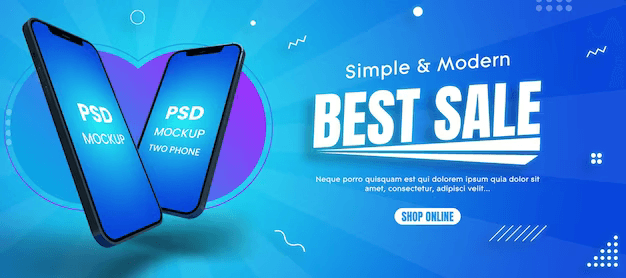 PSD
MOCKUP
PSD
MOCKUP
TWO PHONE
Simple & Modern
BEST SALE
Neque porro quisquam est qui dolorem ipsum quia dolor sit
amet, consectetur, adipisci velit...
SHOP ONLINE